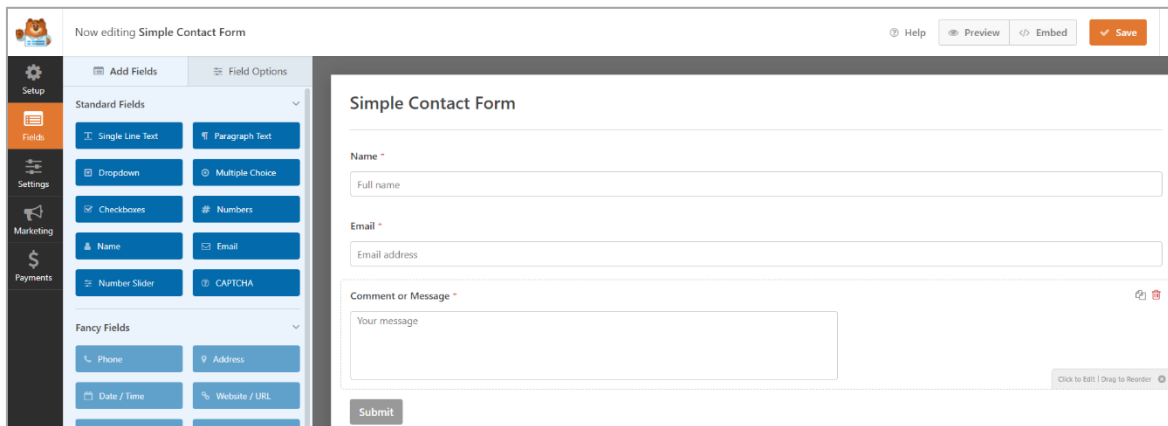 Now editing Simple Contact Form
Help
Preview
</> Embed
Save
Setup
Fields
Settings
Marketing
Payments
Add Fields
Field Options
Standard Fields
Single Line Text
Paragraph Text
Dropdown
Multiple Choice
Checkboxes
# Numbers
Name
Email
Number Slider
CAPTCHA
Fancy Fields
Phone
Address
Date / Time
Website / URL
Simple Contact Form
Name *
Full name
Email *
Email address
Comment or Message *
Your message
Click to Edit | Drag to Reorder
Submit